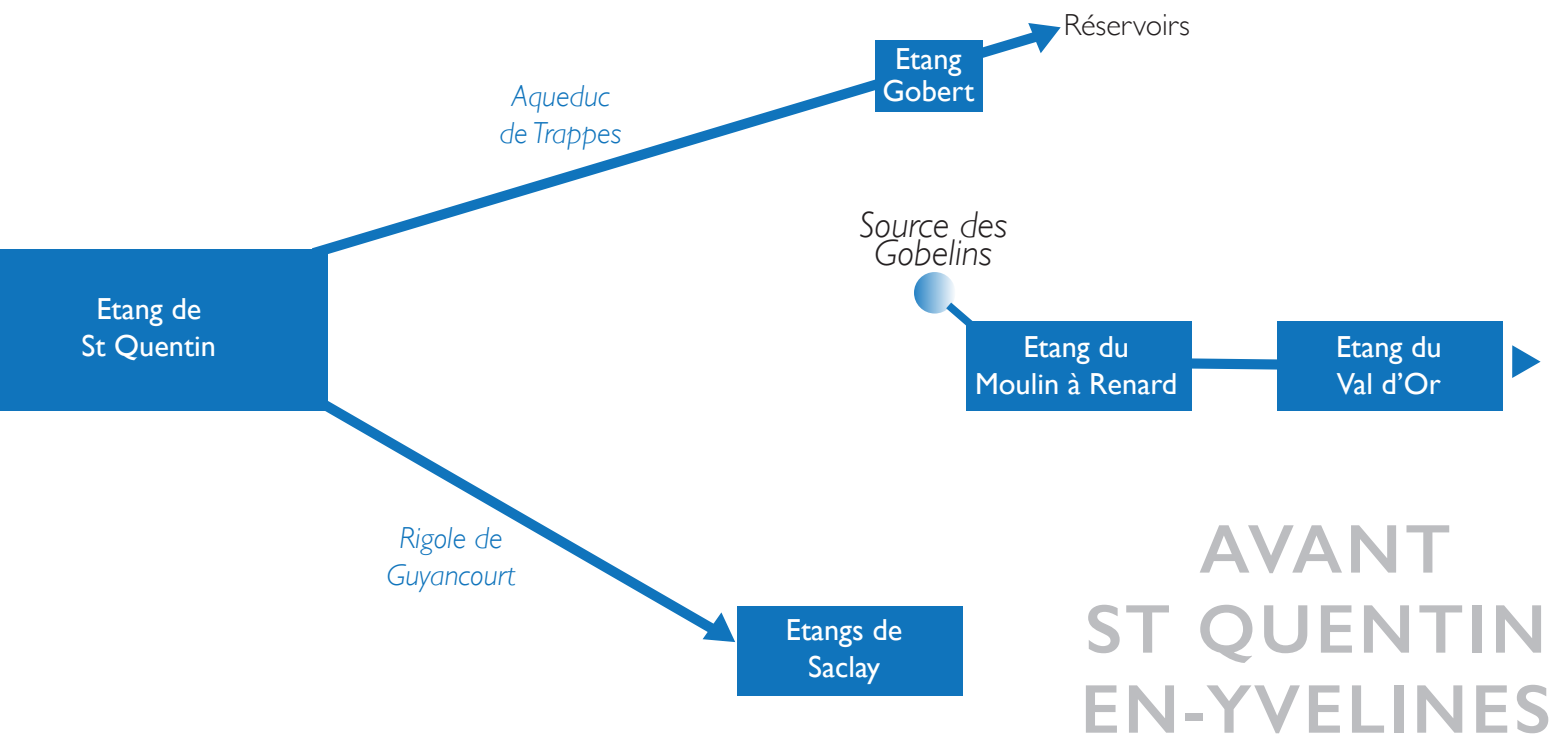 Réservoirs
Etang
Gobert
Aqueduc
de Trappes
Source des
Gobelins
Etang de
St Quentin
Etang du
Moulin à Renard
Etang du
Val d’Or
Rigole de
Guyancourt
Etangs de
Saclay
AVANT
ST QUENTIN
EN-YVELINES